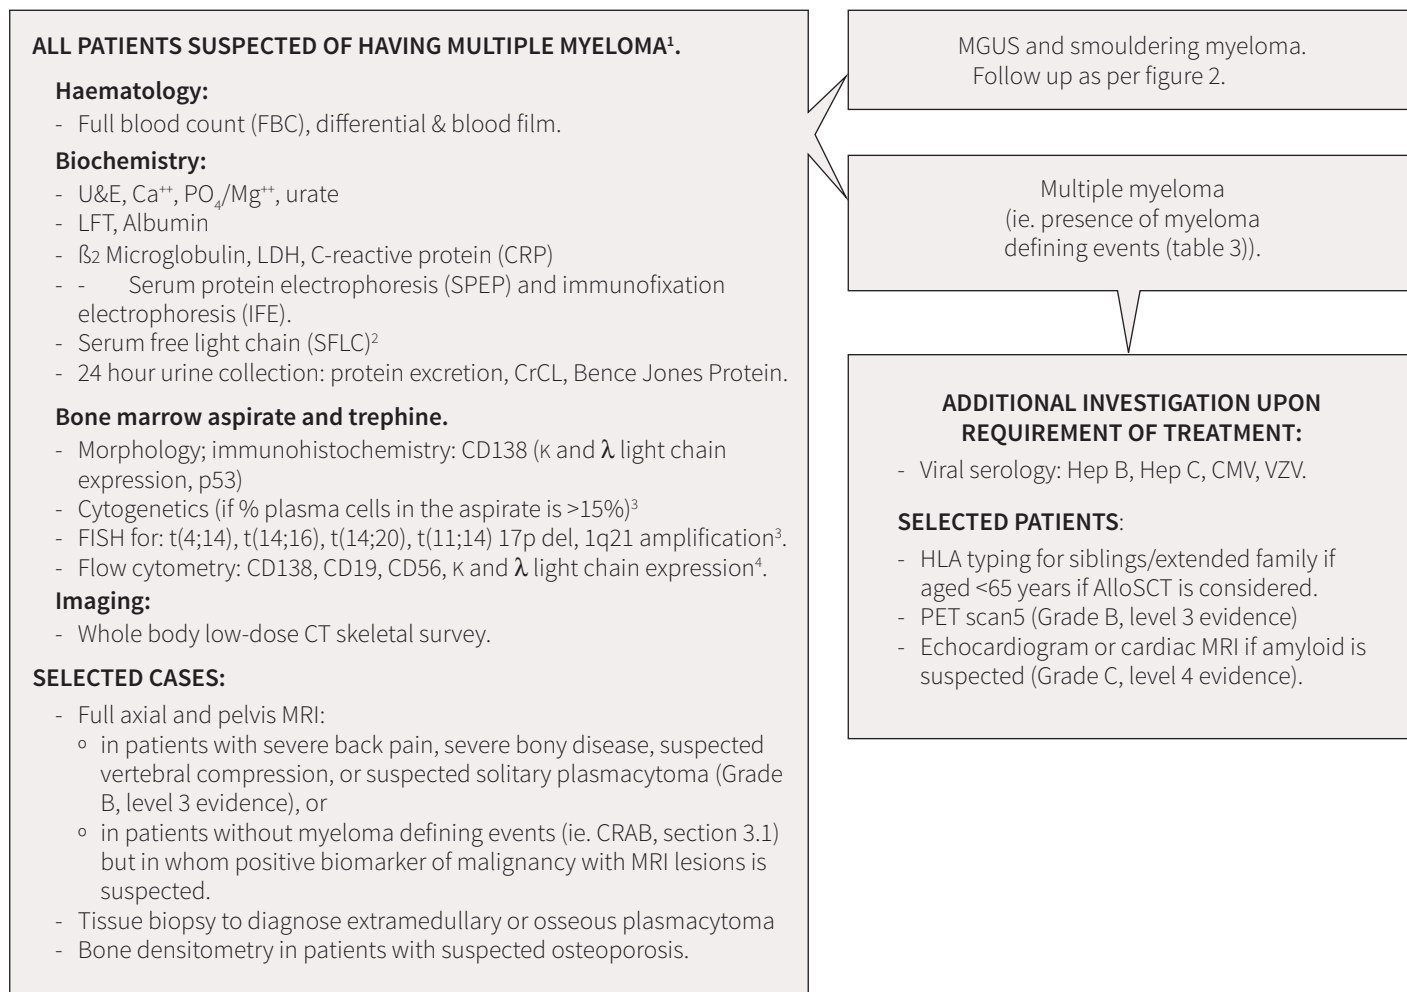 ALL PATIENTS SUSPECTED OF HAVING MULTIPLE MYELOMA¹.
Haematology:
- Full blood count (FBC), differential & blood film.
Biochemistry:
- U&E, Ca⁺⁺, PO₄/Mg⁺⁺, urate
- LFT, Albumin
- ß2 Microglobulin, LDH, C-reactive protein (CRP)
- - Serum protein electrophoresis (SPEP) and immunofixation
electrophoresis (IFE).
- Serum free light chain (SFLC)²
- 24 hour urine collection: protein excretion, CrCL, Bence Jones Protein.
Bone marrow aspirate and trephine.
- Morphology; immunohistochemistry: CD138 (κ and λ light chain
expression, p53)
- Cytogenetics (if % plasma cells in the aspirate is >15%)³
- FISH for: t(4;14), t(14;16), t(14;20), t(11;14) 17p del, 1q21 amplification³.
- Flow cytometry: CD138, CD19, CD56, κ and λ light chain expression⁴.
Imaging:
- Whole body low-dose CT skeletal survey.
SELECTED CASES:
- Full axial and pelvis MRI:
o in patients with severe back pain, severe bony disease, suspected
vertebral compression, or suspected solitary plasmacytoma (Grade
B, level 3 evidence), or
o in patients without myeloma defining events (ie. CRAB, section 3.1)
but in whom positive biomarker of malignancy with MRI lesions is
suspected.
- Tissue biopsy to diagnose extramedullary or osseous plasmacytoma
- Bone densitometry in patients with suspected osteoporosis.
MGUS and smouldering myeloma.
Follow up as per figure 2.
Multiple myeloma
(ie. presence of myeloma
defining events (table 3)).
ADDITIONAL INVESTIGATION UPON
REQUIREMENT OF TREATMENT:
- Viral serology: Hep B, Hep C, CMV, VZV.
SELECTED PATIENTS:
- HLA typing for siblings/extended family if
aged <65 years if AlloSCT is considered.
- PET scan5 (Grade B, level 3 evidence)
- Echocardiogram or cardiac MRI if amyloid is
suspected (Grade C, level 4 evidence).